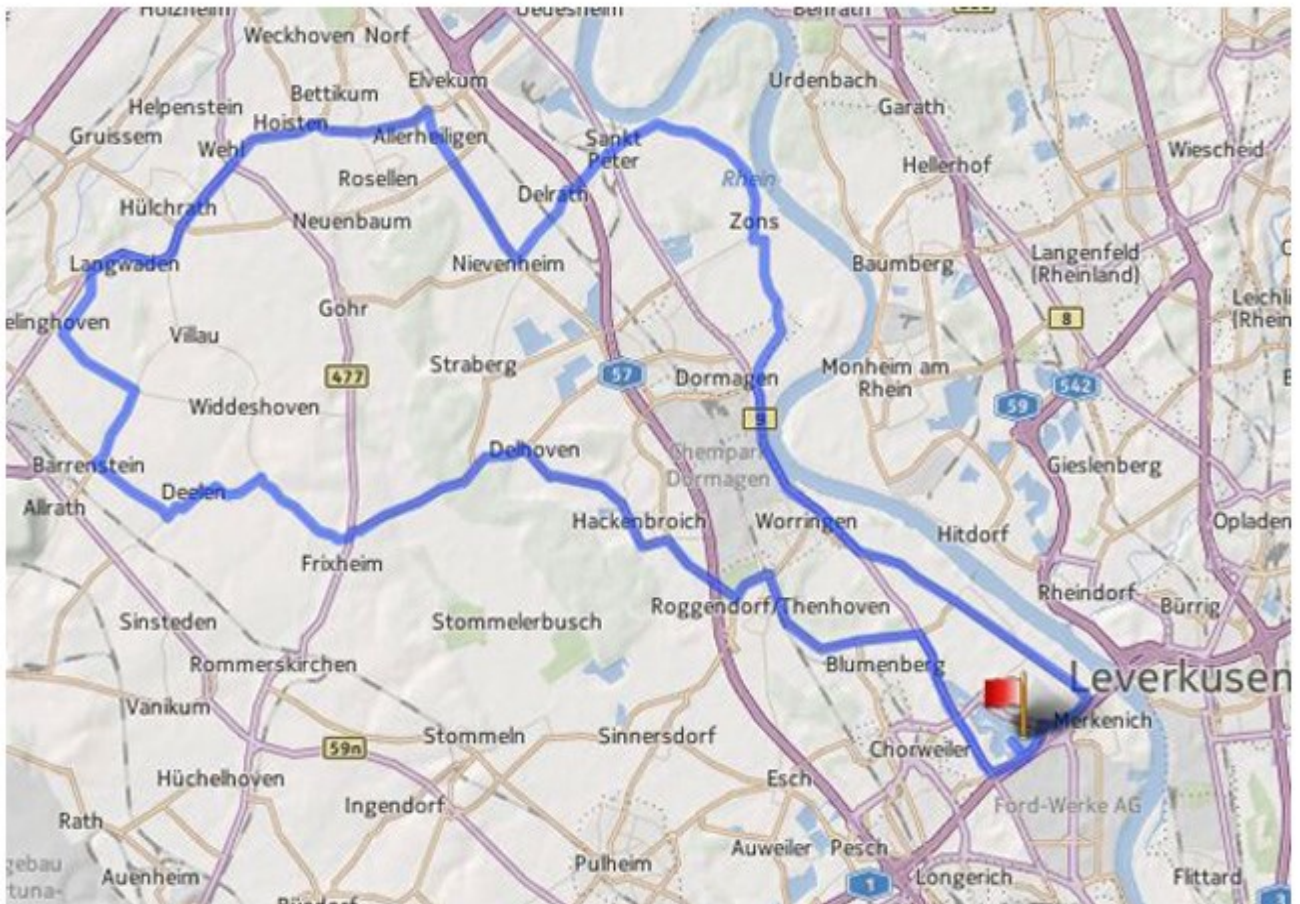 Holzheim
Uedesheim
Benrath
Weckhoven Norf
Elvekum
Urdenbach
Bettikum
Helpenstein
Garath
Hoisten
Gruissem
Allerheiligen
Sankt
Peter
Wehl
Wiescheid
Hellerhof
Rosellen
Rhein
Delrath
Hülchrath
Neuenbaum
Zons
Langenfeld
(Rheinland)
Langwaden
Nievenheim
Baumberg
Leichli
(Rhein
Gohr
elinghoven
8
Villau
Straberg
Monheim am
Rhein
477
57
Dormagen
542
59
Widdeshoven
9
Delhoven
Chempark
Dormagen
Barrenstein
Gieslenberg
Deelen
Allrath
Hackenbroich
Worringen
Opladen
Hitdorf
Frixheim
Rheindorf
Roggendorf/Thenhoven
Bürrig
Sinsteden
Stommelerbusch
Rommerskirchen
Blumenberg
Leverkusen
Vanikum
Merkenich
Stommeln
Sinnersdorf
59n
Chorweiler
Hüchelhoven
Esch
Ingendorf
Ford-Werke AG
Rath
Auweiler
Pesch
gebau
rtuna-
Auenheim
Pulheim
1
Longerich
Flittard
3